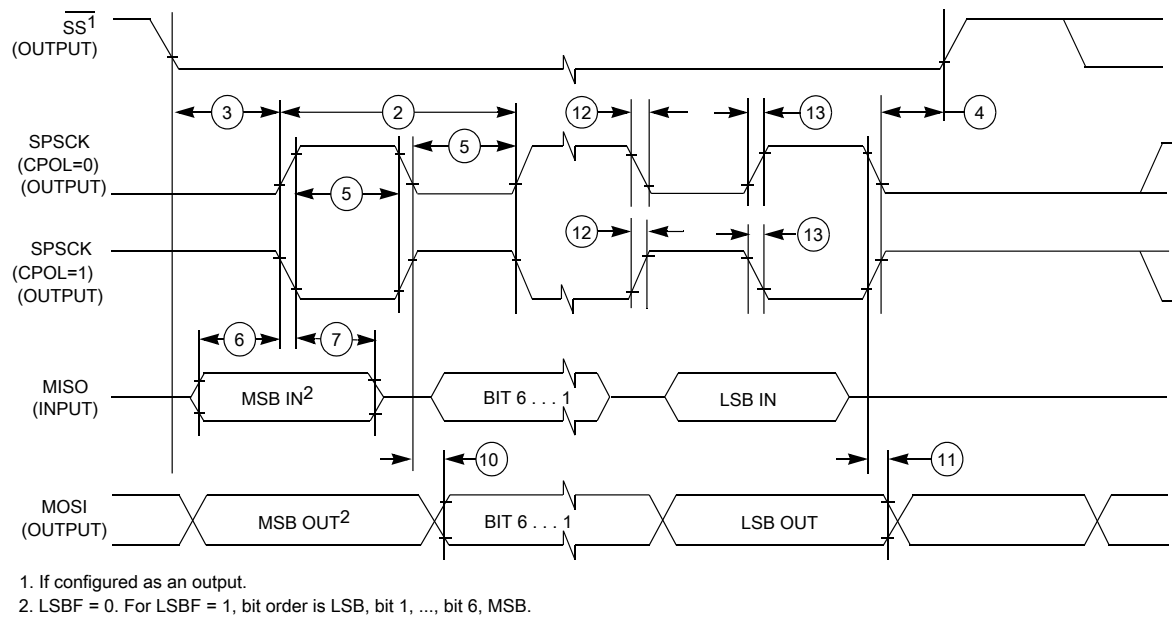 SS¹
(OUTPUT)
3
2
12
13
4
SPSCK
(CPOL=0)
(OUTPUT)
5
5
SPSCK
(CPOL=1)
(OUTPUT)
12
13
6
7
MISO
(INPUT)
MSB IN²
BIT 6 . . . 1
LSB IN
10
11
MOSI
(OUTPUT)
MSB OUT²
BIT 6 . . . 1
LSB OUT
1. If configured as an output.
2. LSBF = 0. For LSBF = 1, bit order is LSB, bit 1, ..., bit 6, MSB.